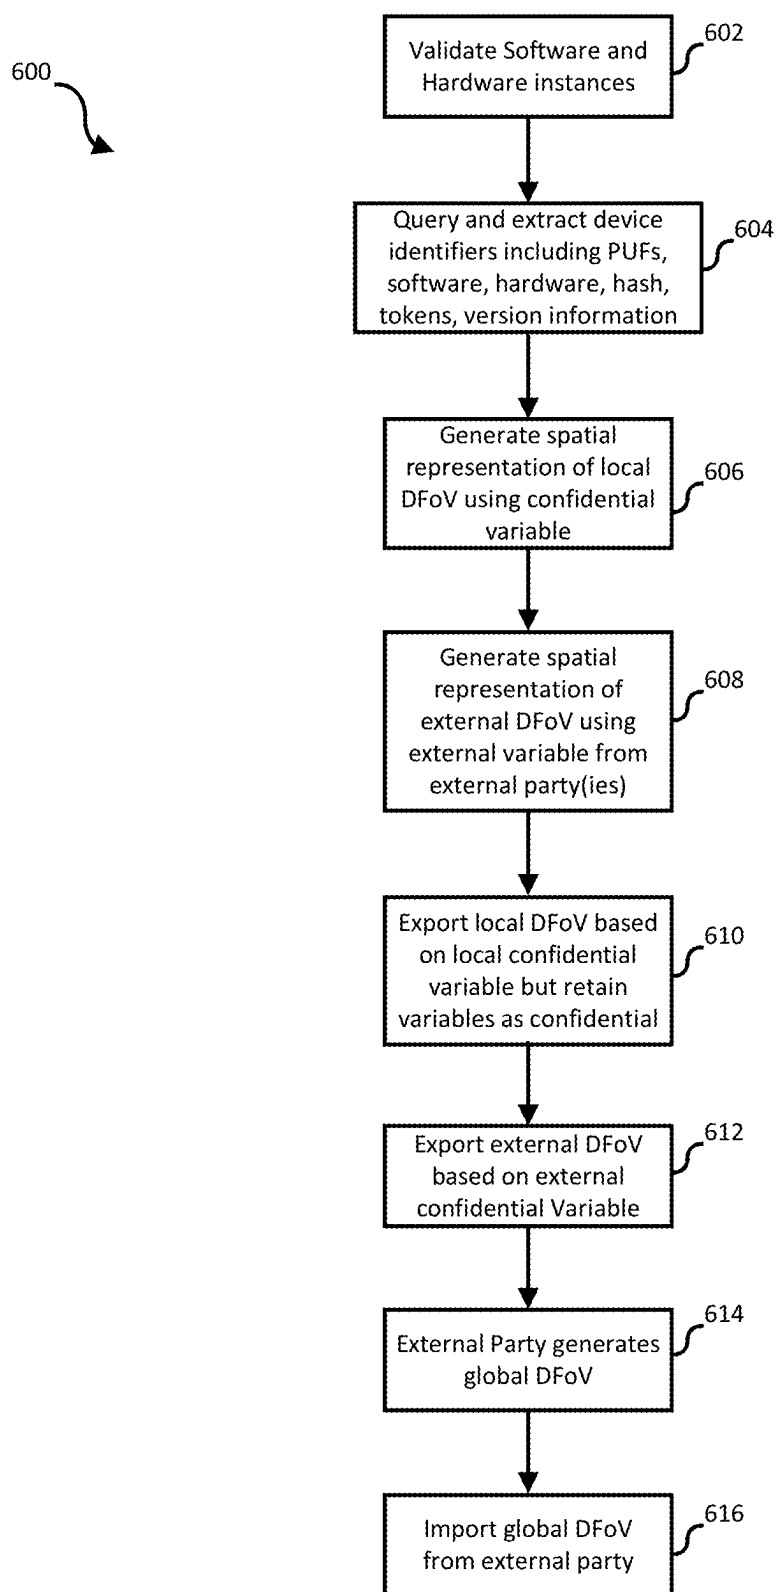 600
Validate Software and
Hardware instances
602
Query and extract device
identifiers including PUFs,
software, hardware, hash,
tokens, version information
604
Generate spatial
representation of local
DFoV using confidential
variable
606
Generate spatial
representation of
external DFoV using
external variable from
external party(ies)
608
Export local DFoV based
on local confidential
variable but retain
variables as confidential
610
Export external DFoV
based on external
confidential Variable
612
External Party generates
global DFoV
614
Import global DFoV
from external party
616